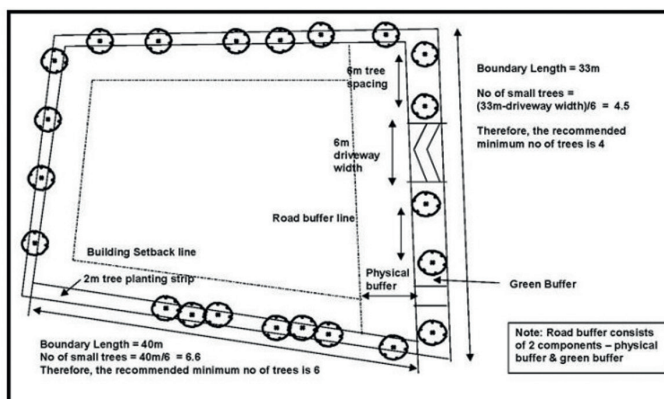 6m tree
spacing
6m
driveway
width
Road buffer line
Building Setback line
2m tree planting strip
Physical
buffer
Green Buffer
Boundary Length = 33m
No of small trees =
(33m-driveway width)/6 = 4.5
Therefore, the recommended
minimum no of trees is 4
Boundary Length = 40m
No of small trees = 40m/6 = 6.6
Therefore, the recommended minimum no of trees is 6
Note: Road buffer consists
of 2 components – physical
buffer & green buffer